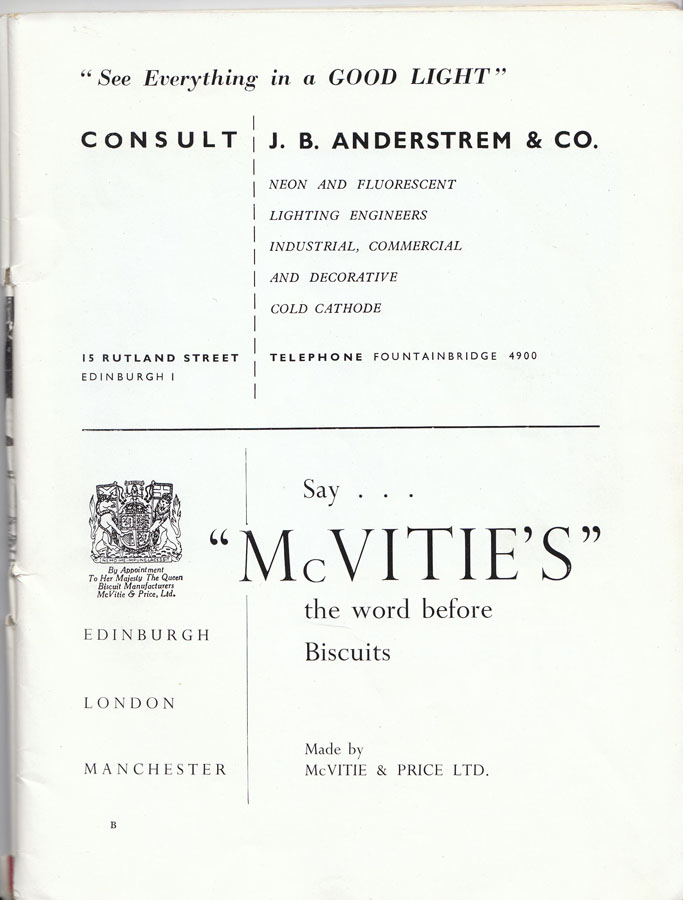 “See Everything in a GOOD LIGHT”
CONSULT J. B. ANDERSTREM & CO.
NEON AND FLUORESCENT
LIGHTING ENGINEERS
INDUSTRIAL, COMMERCIAL
AND DECORATIVE
COLD CATHODE
15 RUTLAND STREET
EDINBURGH 1
TELEPHONE FOUNTAINBRIDGE 4900
By Appointment
To Her Majesty The Queen
Biscuit Manufacturers
McVitie & Price, Ltd.
EDINBURGH
LONDON
MANCHESTER
Say . . .
“McVITIE’S”
the word before
Biscuits
Made by
McVITIE & PRICE LTD.
B